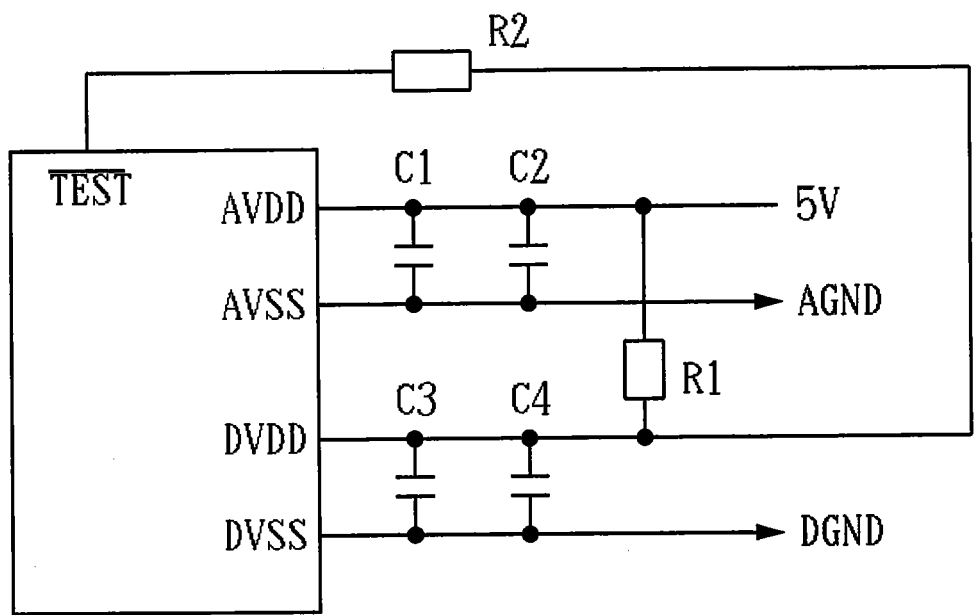 R2
TEST
C1 C2
AVDD 5V
AVSS AGND
R1
C3 C4
DVDD
DVSS DGND